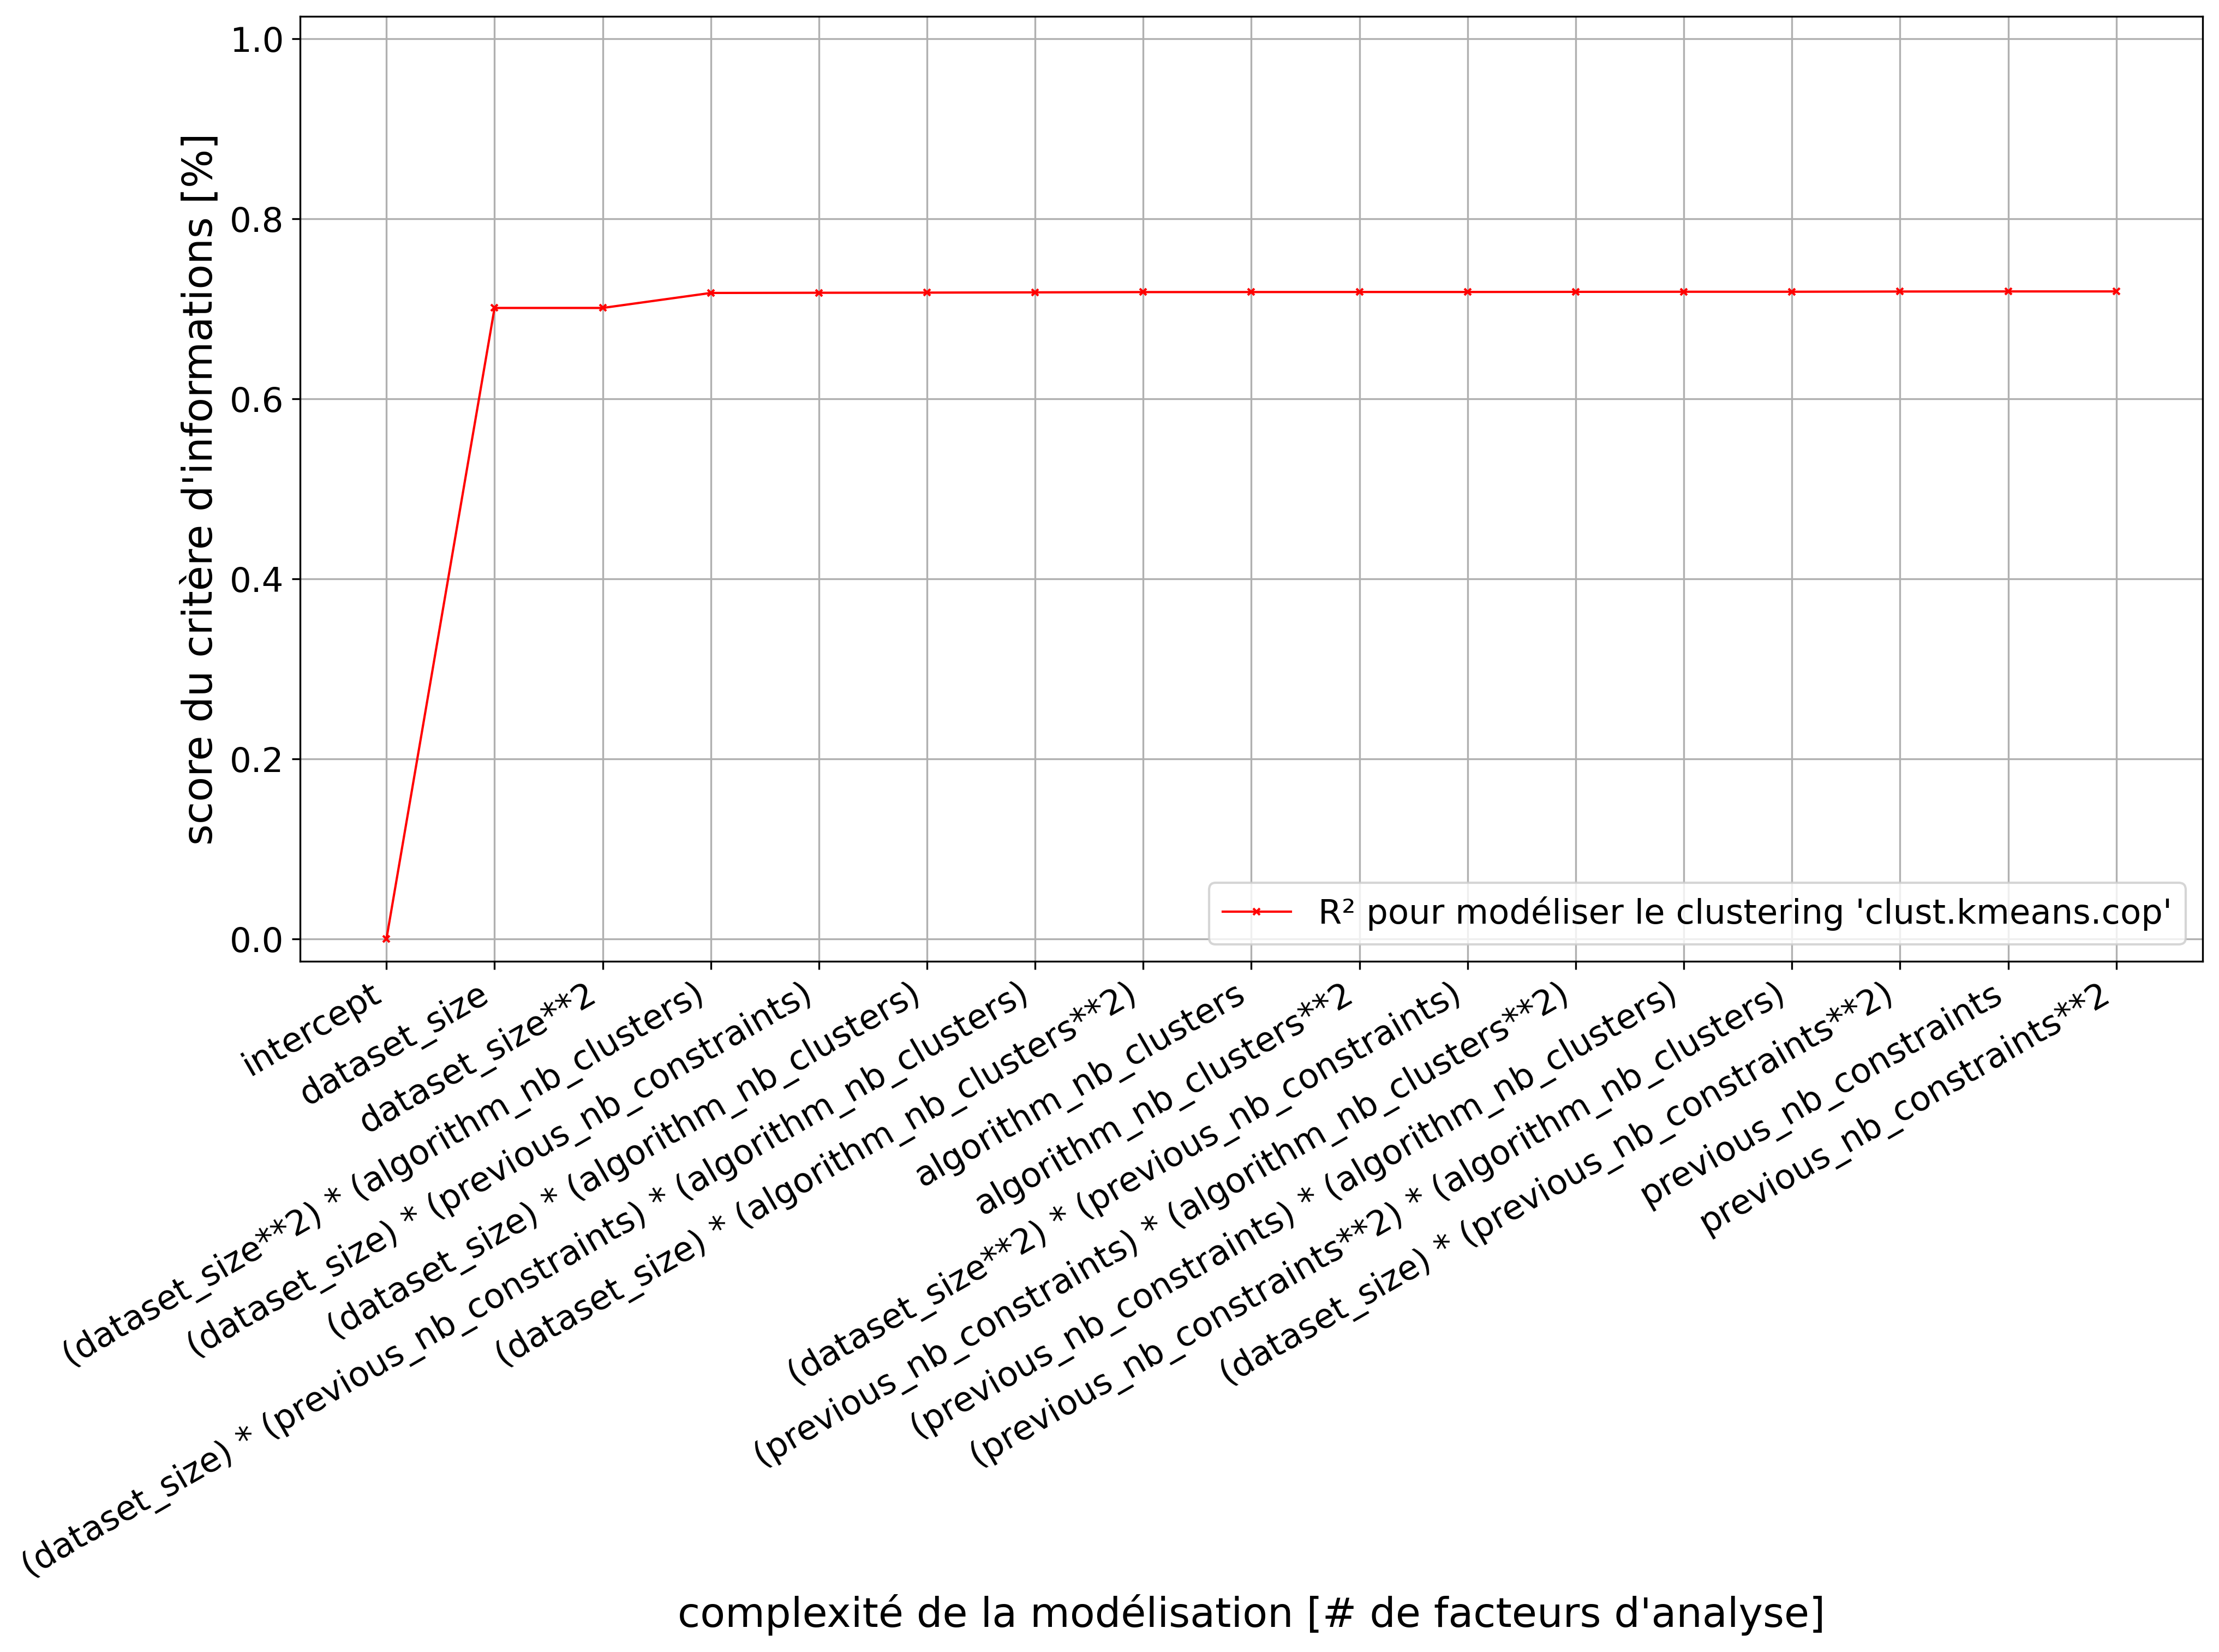 score du critère d'informations [%]
1.0
0.8
0.6
0.4
0.2
0.0
R² pour modéliser le clustering 'clust.kmeans.cop'
intercept
dataset_size
dataset_size**2
(dataset_size**2) * (algorithm_nb_clusters)
(dataset_size) * (previous_nb_constraints)
(dataset_size) * (algorithm_nb_clusters)
(dataset_size) * (previous_nb_constraints) * (algorithm_nb_clusters)
(dataset_size) * (algorithm_nb_clusters**2)
algorithm_nb_clusters
algorithm_nb_clusters**2
(dataset_size**2) * (previous_nb_constraints)
(previous_nb_constraints) * (algorithm_nb_clusters**2)
(previous_nb_constraints) * (algorithm_nb_clusters)
(previous_nb_constraints**2) * (algorithm_nb_clusters)
(dataset_size) * (previous_nb_constraints**2)
previous_nb_constraints
previous_nb_constraints**2
complexité de la modélisation [# de facteurs d'analyse]